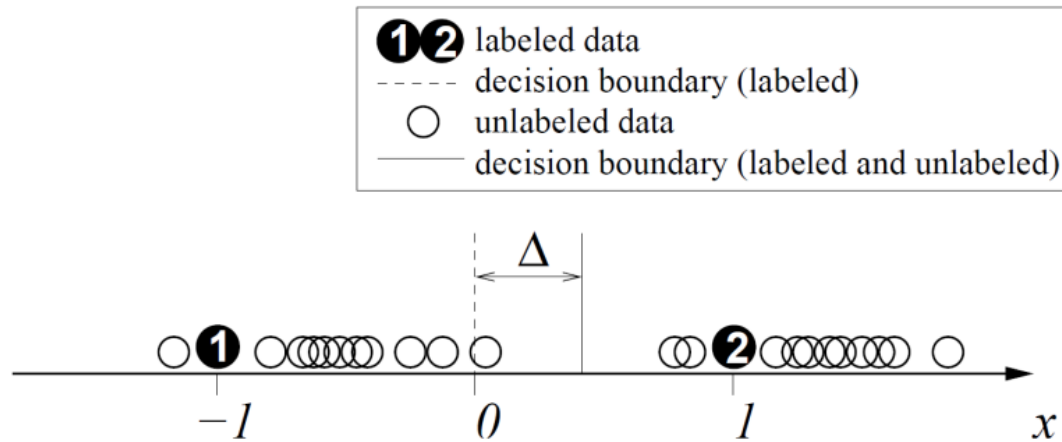 1 2 labeled data
decision boundary (labeled)
unlabeled data
decision boundary (labeled and unlabeled)
Δ
1 2
−1 0 1 x